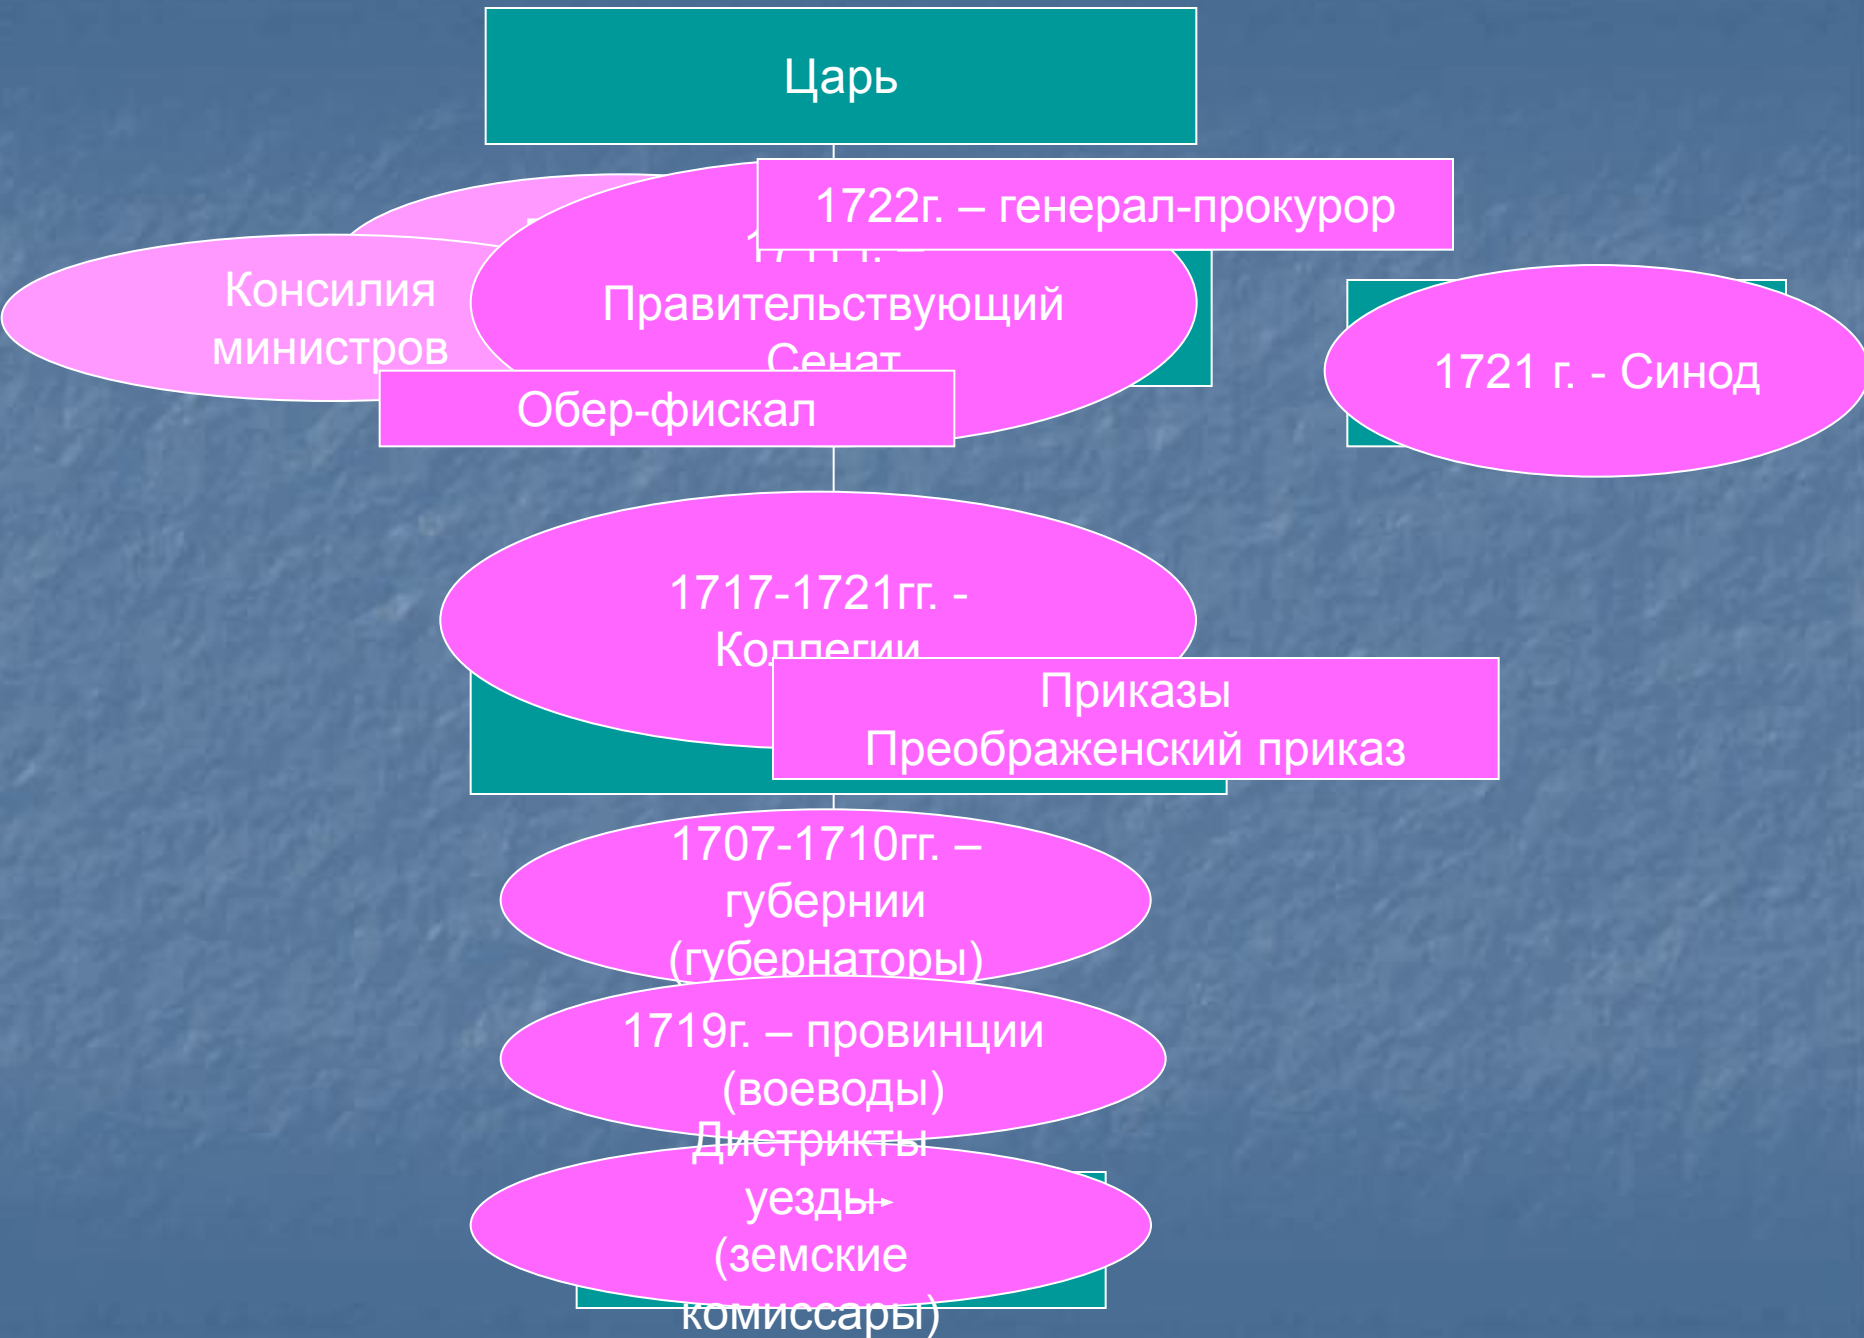 Царь
1722г. – генерал-прокурор
Консилия
министров
1711 г. –
Правительствующий
Сенат
Обер-фискал
1721 г. - Синод
1717-1721гг. -
Коллегии
Приказы
Преображенский приказ
1707-1710гг. –
губернии
(губернаторы)
1719г. – провинции
(воеводы)
Дистрикты
уезды-
(земские
комиссары)